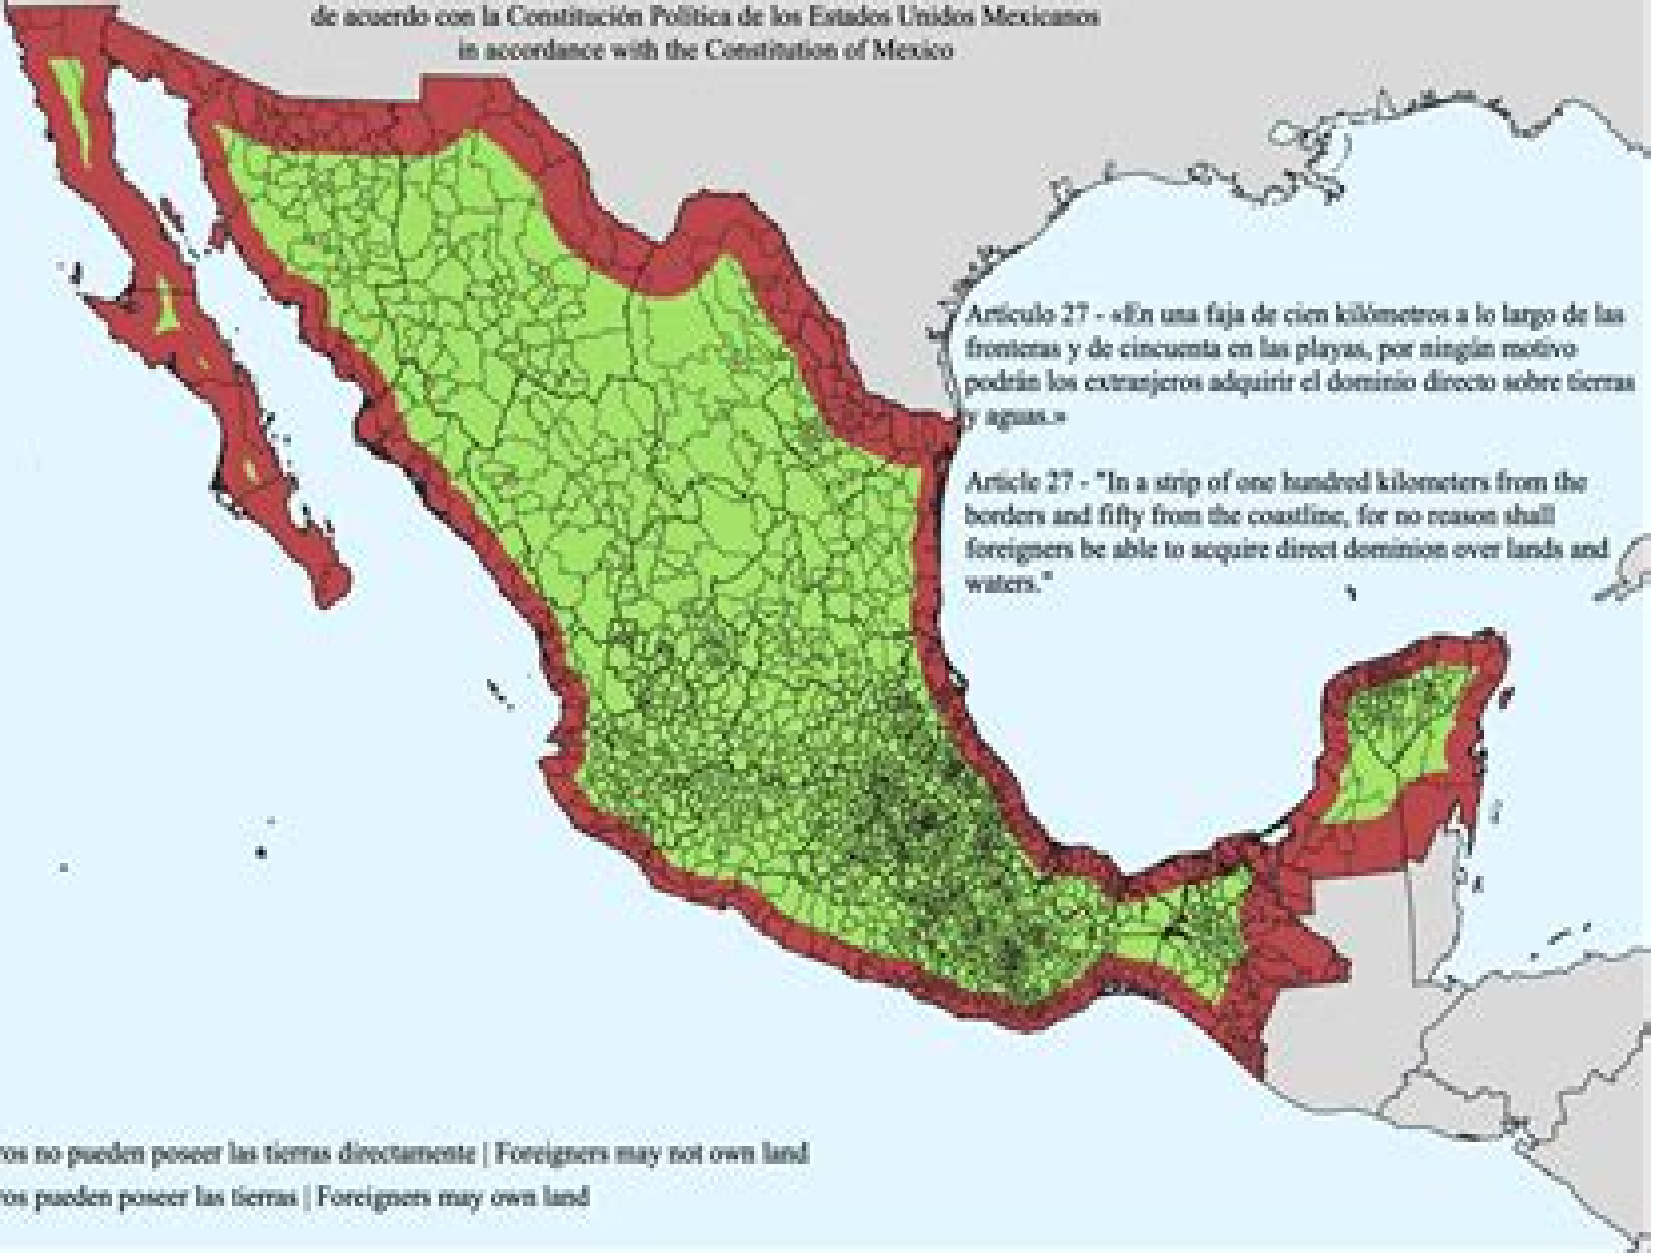 de acuerdo con la Constitución Política de los Estados Unidos Mexicanos
in accordance with the Constitution of Mexico
Artículo 27 - «En una faja de cien kilómetros a lo largo de las
fronteras y de cincuenta en las playas, por ningún motivo
podrán los extranjeros adquirir el dominio directo sobre tierras
y aguas.»
Article 27 - "In a strip of one hundred kilometers from the
borders and fifty from the coastline, for no reason shall
foreigners be able to acquire direct dominion over lands and
waters."
ros no pueden poseer las tierras directamente | Foreigners may not own land
ros pueden poseer las tierras | Foreigners may own land